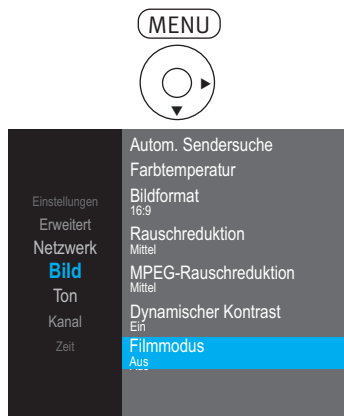 MENU
Einstellungen
Erweitert
Netzwerk
Bild
Ton
Kanal
Zeit
Autom. Sendersuche
Farbtemperatur
Bildformat
16:9
Rauschreduktion
Mittel
MPEG-Rauschreduktion
Mittel
Dynamischer Kontrast
Ein
Filmmodus
Aus